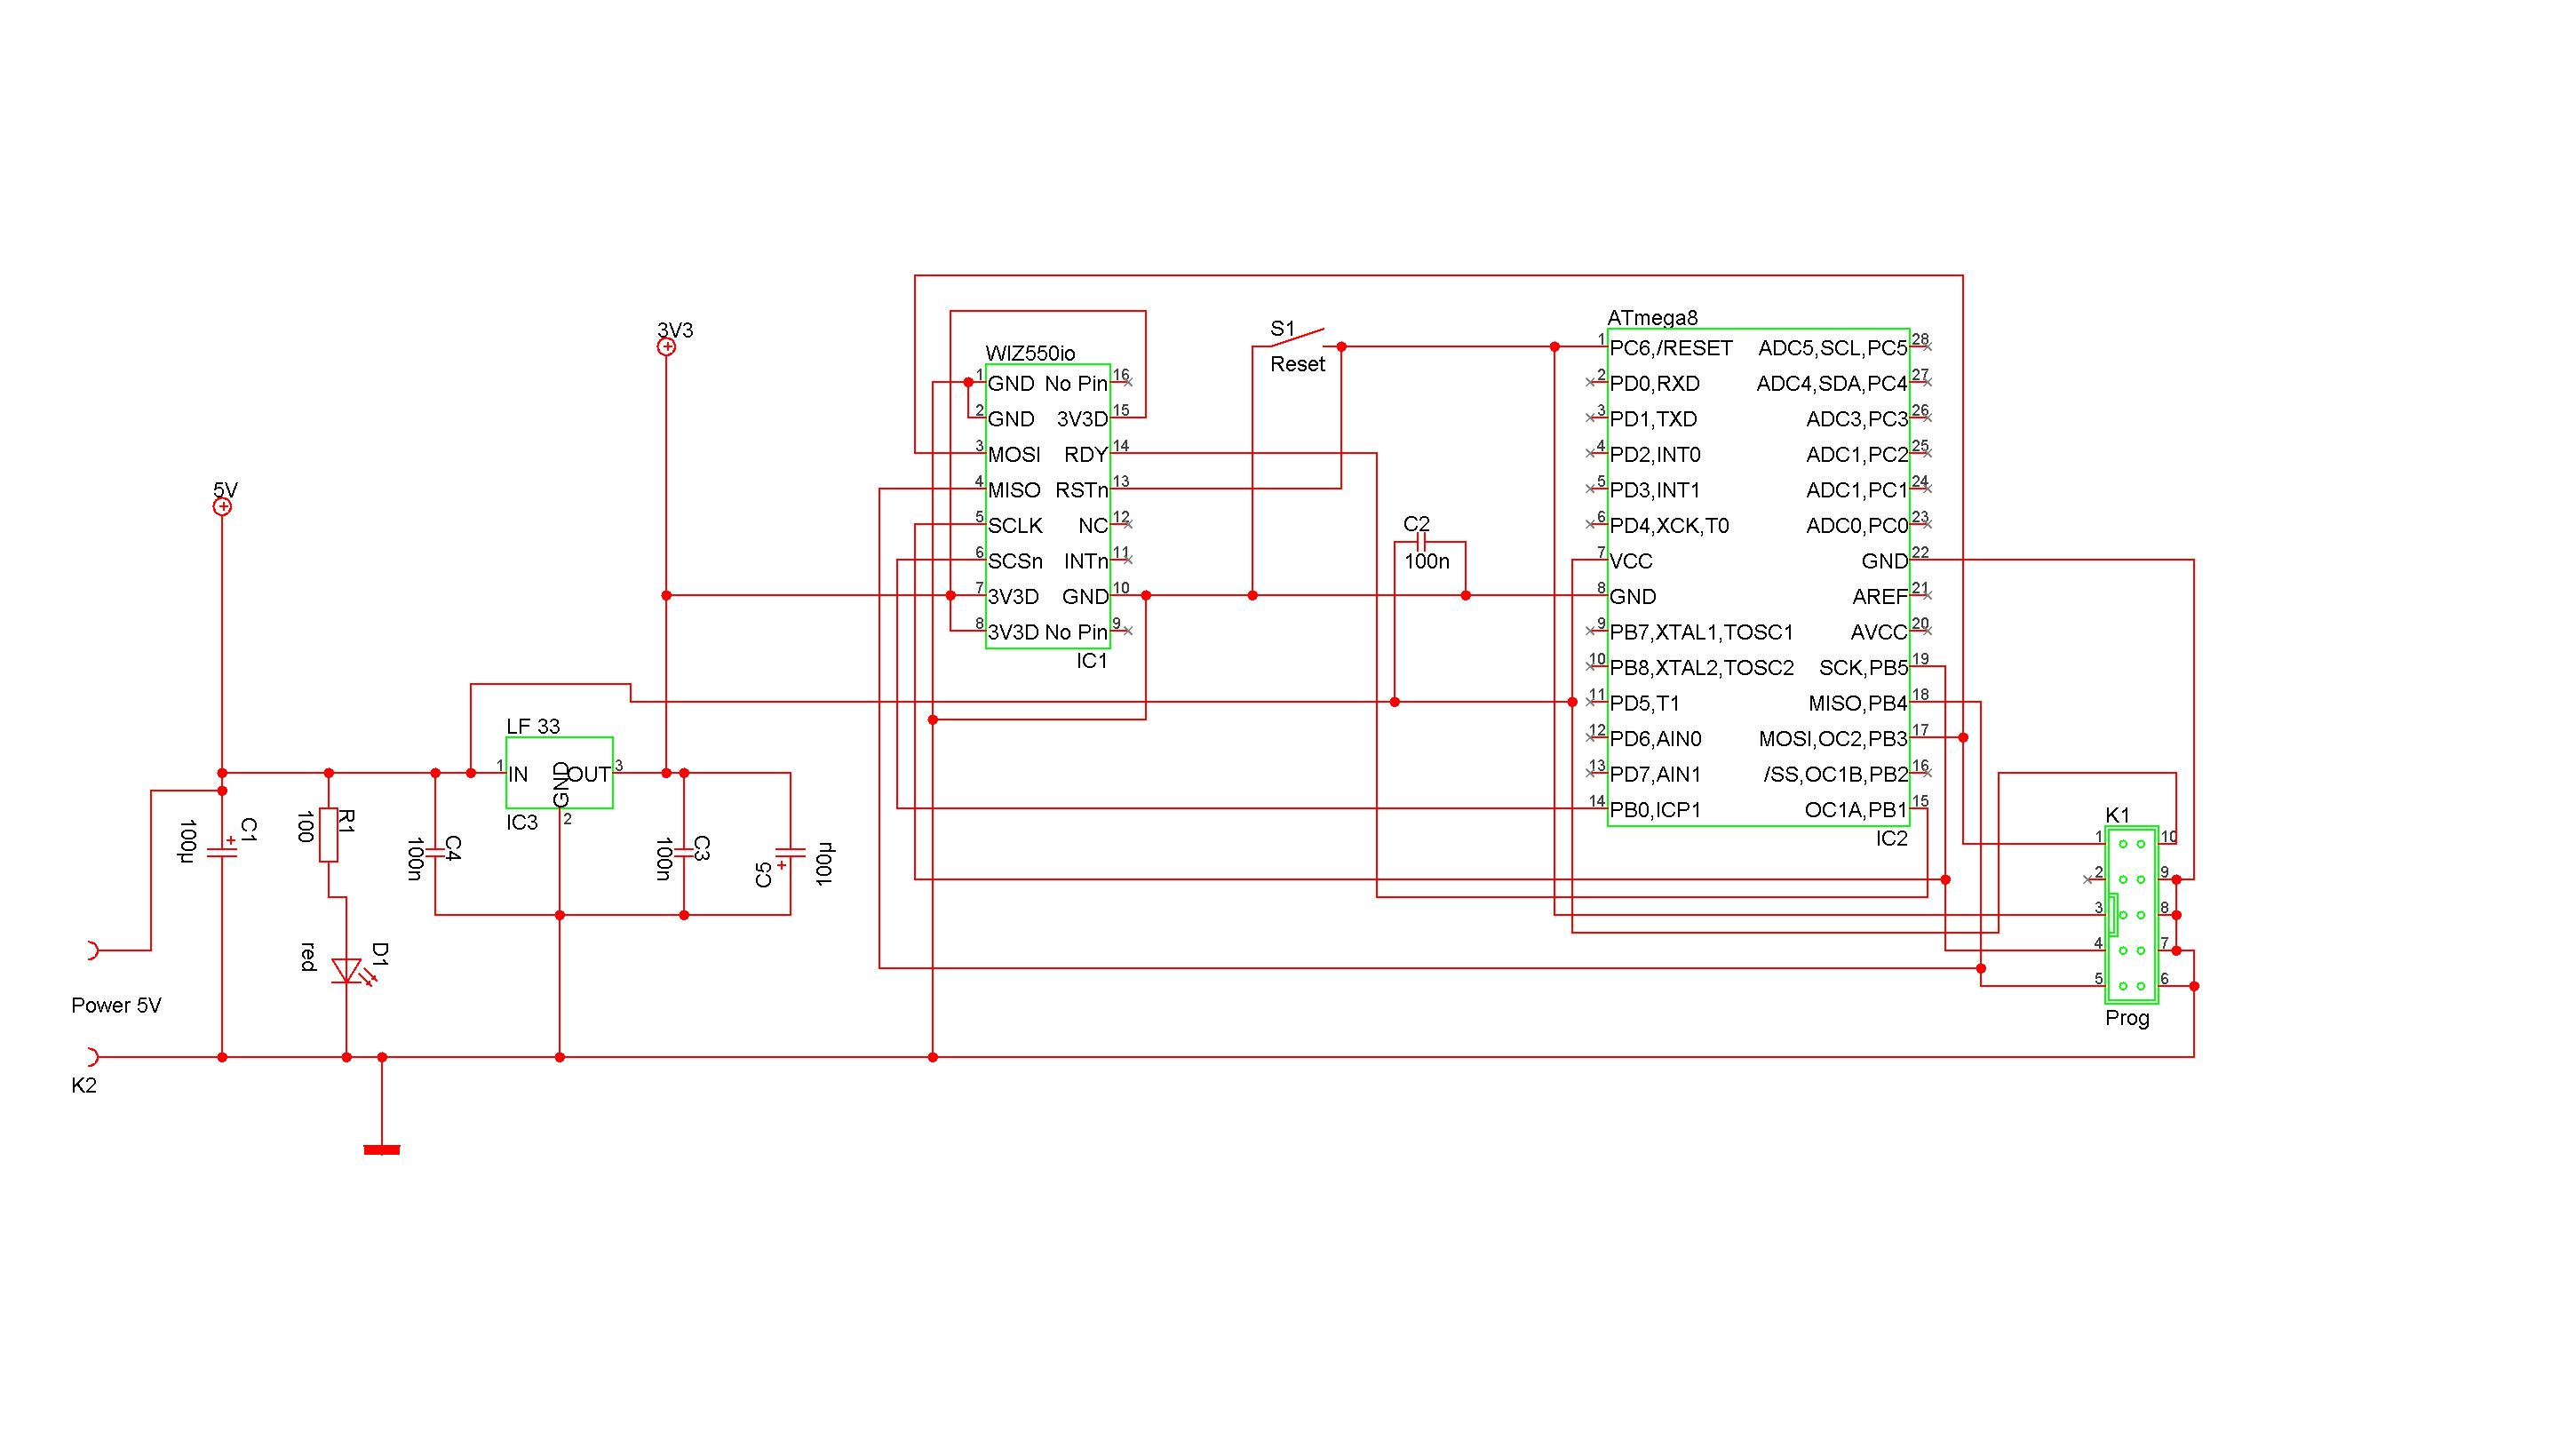 5V
3V3
Power 5V
K2
C1
100µ
R1
100
D1
red
C4
100n
LF 33
1
IN
GND
OUT
3
2
IC3
C3
100n
C5
100µ
WIZ550io
1 GND No Pin 16
2 GND 3V3D 15
3 MOSI RDY 14
4 MISO RSTn 13
5 SCLK NC 12
6 SCSn INTn 11
7 3V3D GND 10
8 3V3D No Pin 9
IC1
S1
Reset
C2
100n
ATmega8
1 PC6,/RESET ADC5,SCL,PC5 28
2 PD0,RXD ADC4,SDA,PC4 27
3 PD1,TXD ADC3,PC3 26
4 PD2,INT0 ADC1,PC2 25
5 PD3,INT1 ADC1,PC1 24
6 PD4,XCK,T0 ADC0,PC0 23
7 VCC GND 22
8 GND AREF 21
9 PB7,XTAL1,TOSC1 AVCC 20
10 PB8,XTAL2,TOSC2 SCK,PB5 19
11 PD5,T1 MISO,PB4 18
12 PD6,AIN0 MOSI,OC2,PB3 17
13 PD7,AIN1 /SS,OC1B,PB2 16
14 PB0,ICP1 OC1A,PB1 15
IC2
K1
1 10
2 9
3 8
4 7
5 6
Prog